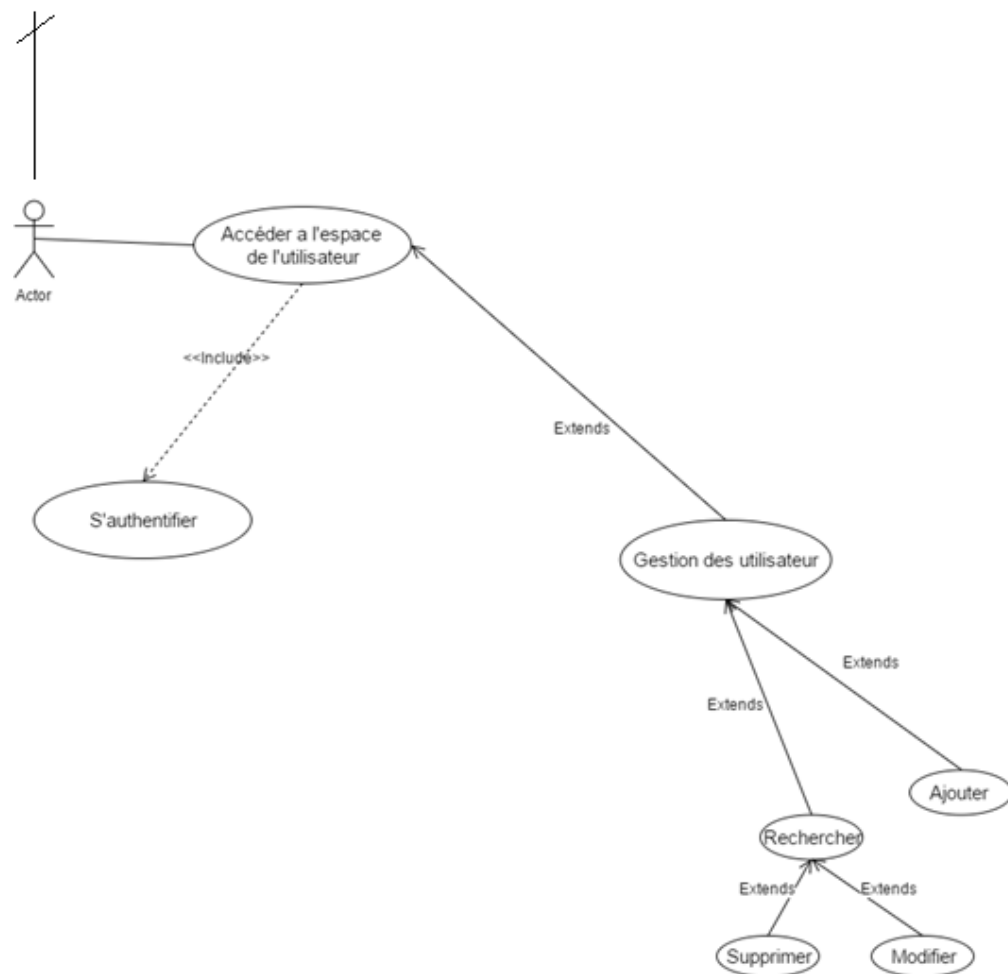 Accéder a l'espace
de l'utilisateur
Actor
<<Include>>
Extends
S'authentifier
Gestion des utilisateur
Extends
Extends
Ajouter
Rechercher
Extends
Extends
Supprimer
Modifier